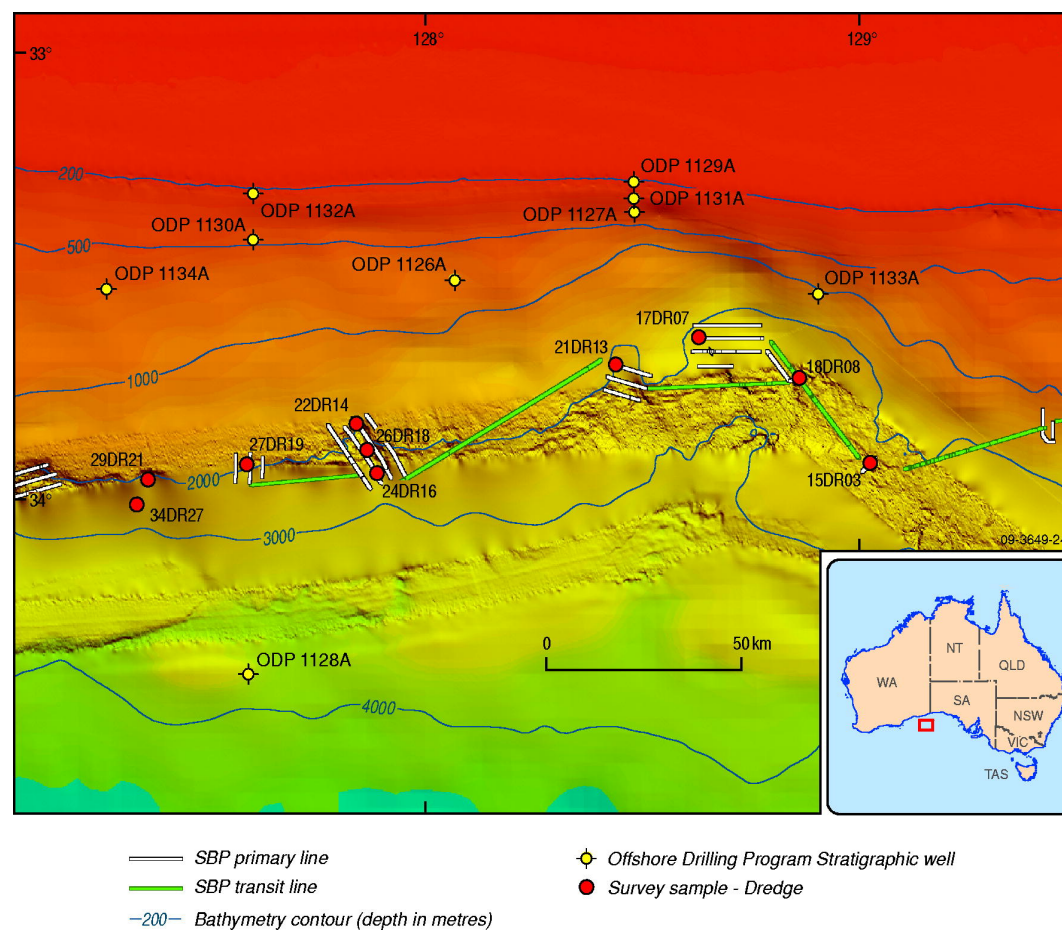 128°
129°
33°
ODP 1129A
200
ODP 1131A
ODP 1132A
ODP 1127A
ODP 1130A
500
ODP 1126A
ODP 1134A
ODP 1133A
17DR07
21DR13
18DR08
1000
22DR14
26DR18
27DR19
29DR21
24DR16
2000
15DR03
34°
34DR27
3000
09-3649-24
0
50 km
ODP 1128A
4000
NT
QLD
WA
SA
NSW
VIC
TAS
SBP primary line
Offshore Drilling Program Stratigraphic well
SBP transit line
Survey sample - Dredge
200
Bathymetry contour (depth in metres)